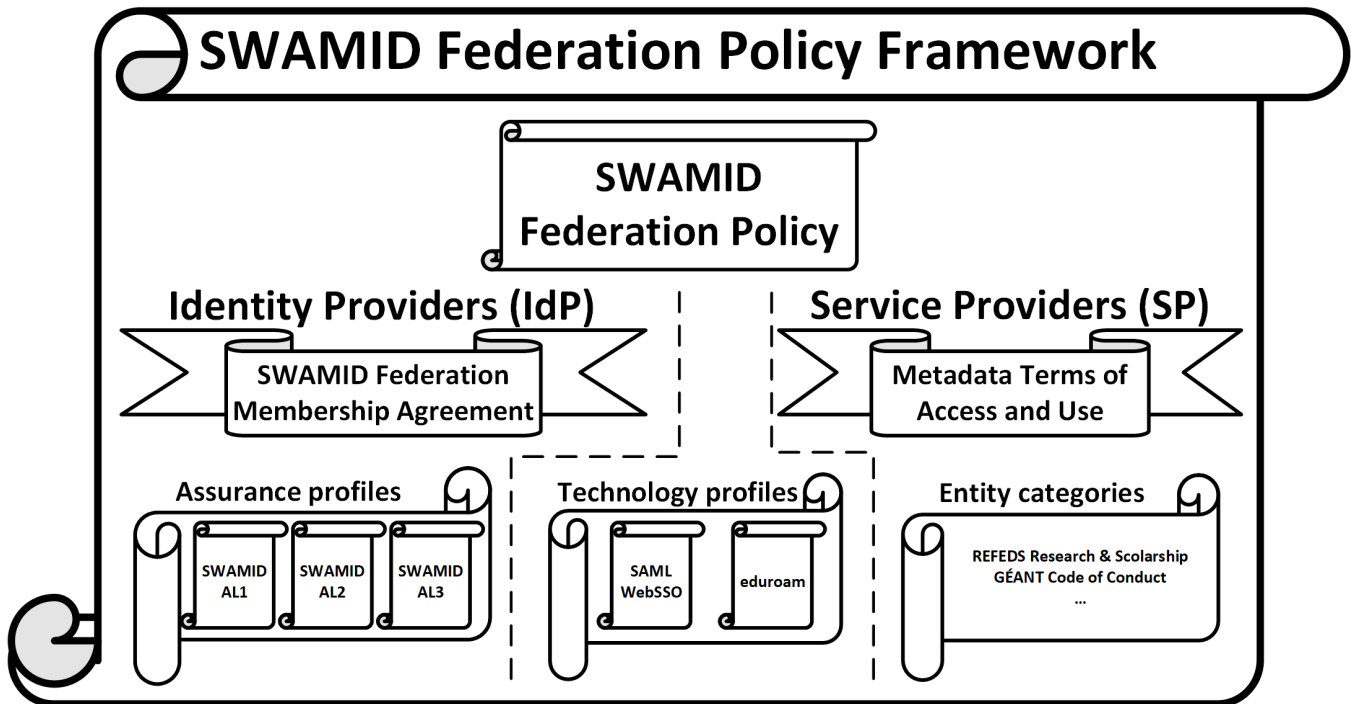 SWAMID Federation Policy Framework
SWAMID
Federation Policy
Identity Providers (IdP)
SWAMID Federation
Membership Agreement
Service Providers (SP)
Metadata Terms of
Access and Use
Assurance profiles
SWAMID
AL1
SWAMID
AL2
SWAMID
AL3
Technology profiles
SAML
WebSSO
eduroam
Entity categories
REFEDS Research & Scolarship
GÉANT Code of Conduct
...